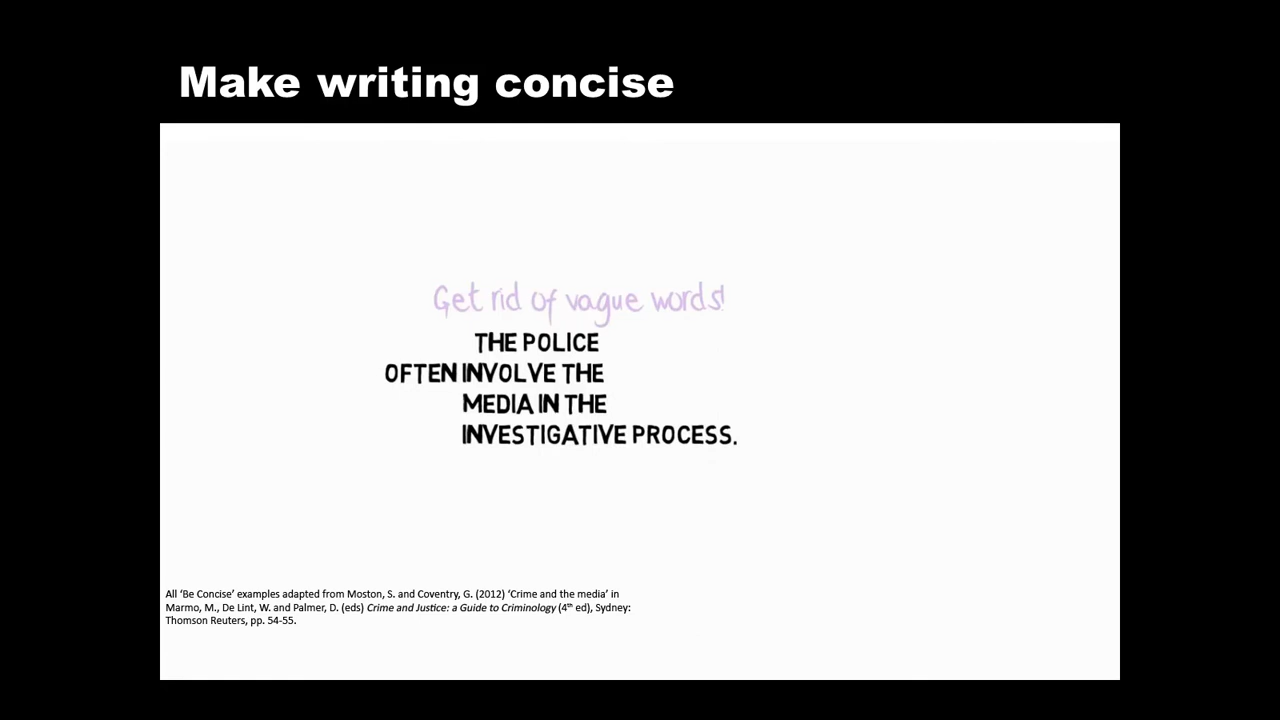 Make writing concise
Get rid of vague words!
THE POLICE
OFTEN INVOLVE THE
MEDIA IN THE
INVESTIGATIVE PROCESS.
All ‘Be Concise’ examples adapted from Moston, S. and Coventry, G. (2012) ‘Crime and the media’ in
Marmo, M., De Lint, W. and Palmer, D. (eds) Crime and Justice: a Guide to Criminology (4th ed), Sydney:
Thomson Reuters, pp. 54-55.